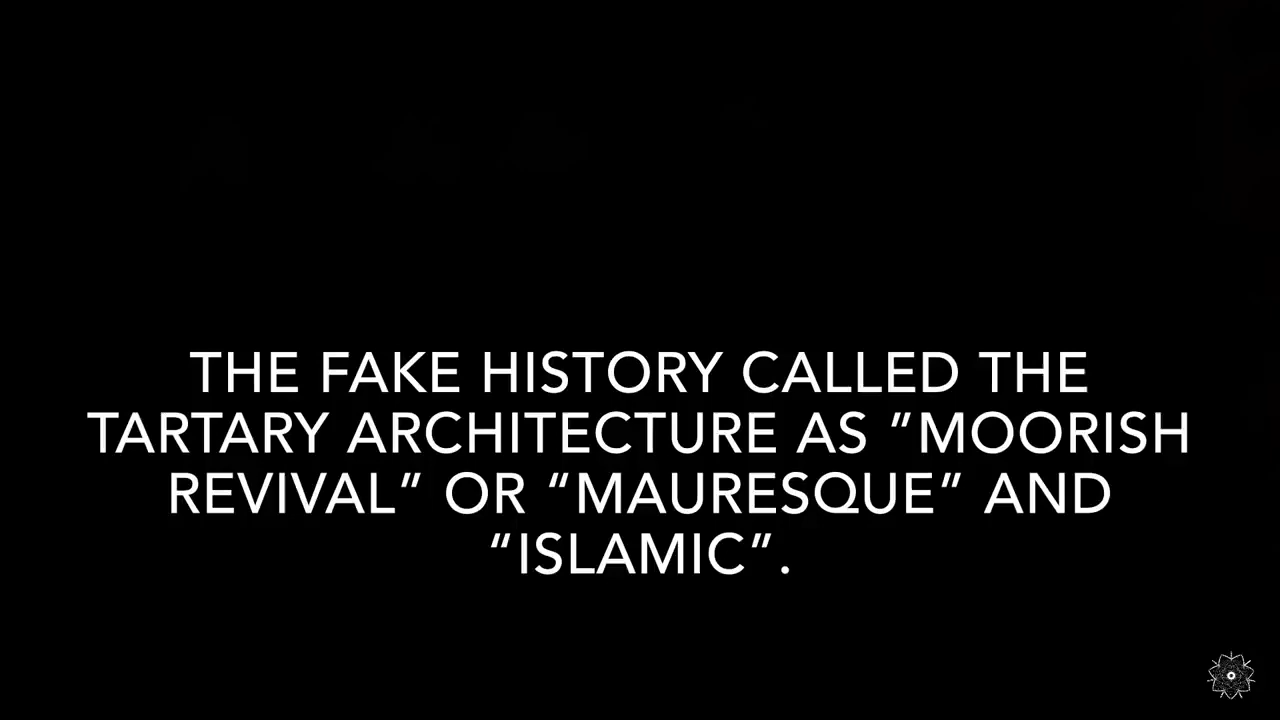 THE FAKE HISTORY CALLED THE
TARTARY ARCHITECTURE AS ”MOORISH
REVIVAL” OR “MAURESQUE” AND
“ISLAMIC”.